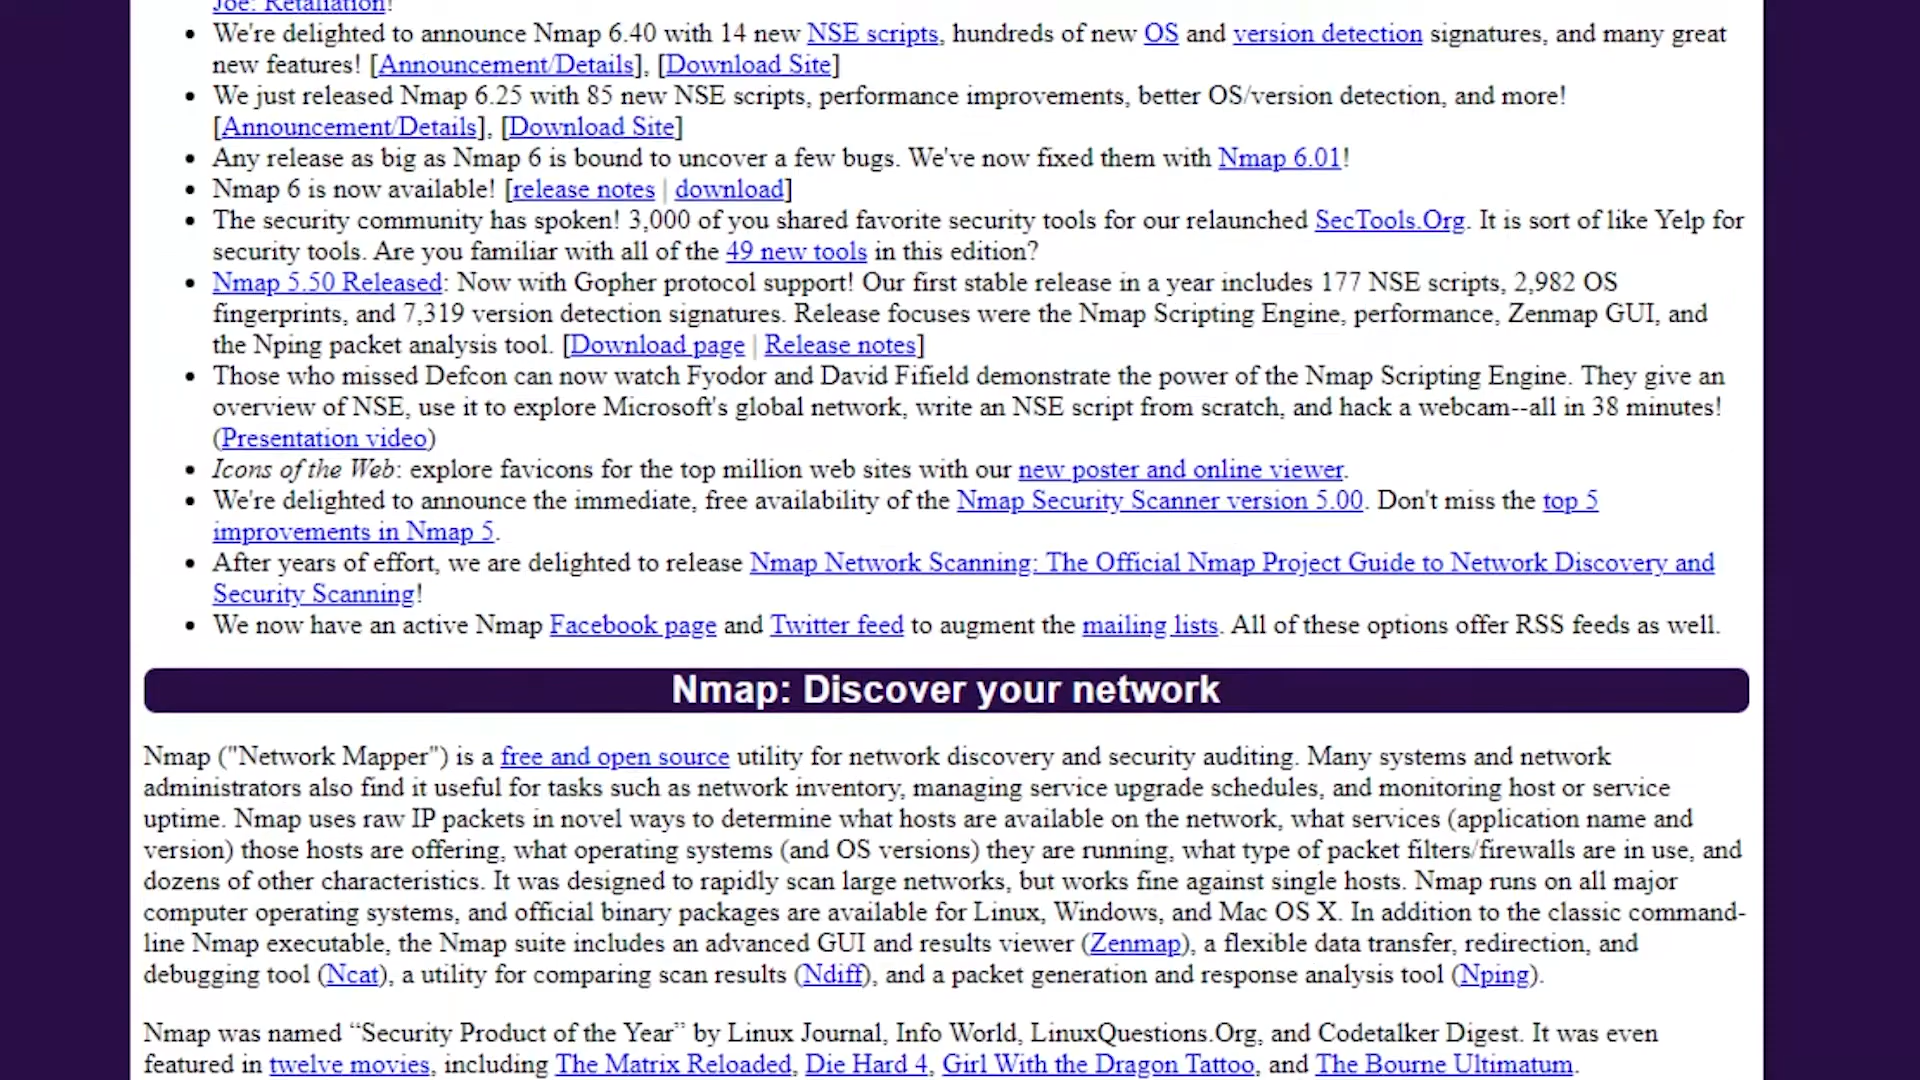 Joe: Retaliation!
We're delighted to announce Nmap 6.40 with 14 new NSE scripts, hundreds of new OS and version detection signatures, and many great
new features! [Announcement/Details], [Download Site]
We just released Nmap 6.25 with 85 new NSE scripts, performance improvements, better OS/version detection, and more!
[Announcement/Details], [Download Site]
Any release as big as Nmap 6 is bound to uncover a few bugs. We've now fixed them with Nmap 6.01!
Nmap 6 is now available! [release notes | download]
The security community has spoken! 3,000 of you shared favorite security tools for our relaunched SecTools.Org. It is sort of like Yelp for
security tools. Are you familiar with all of the 49 new tools in this edition?
Nmap 5.50 Released: Now with Gopher protocol support! Our first stable release in a year includes 177 NSE scripts, 2,982 OS
fingerprints, and 7,319 version detection signatures. Release focuses were the Nmap Scripting Engine, performance, Zenmap GUI, and
the Nping packet analysis tool. [Download page | Release notes]
Those who missed Defcon can now watch Fyodor and David Fifield demonstrate the power of the Nmap Scripting Engine. They give an
overview of NSE, use it to explore Microsoft's global network, write an NSE script from scratch, and hack a webcam--all in 38 minutes!
(Presentation video)
Icons of the Web: explore favicons for the top million web sites with our new poster and online viewer.
We're delighted to announce the immediate, free availability of the Nmap Security Scanner version 5.00. Don't miss the top 5
improvements in Nmap 5.
After years of effort, we are delighted to release Nmap Network Scanning: The Official Nmap Project Guide to Network Discovery and
Security Scanning!
We now have an active Nmap Facebook page and Twitter feed to augment the mailing lists. All of these options offer RSS feeds as well.
Nmap: Discover your network
Nmap ("Network Mapper") is a free and open source utility for network discovery and security auditing. Many systems and network
administrators also find it useful for tasks such as network inventory, managing service upgrade schedules, and monitoring host or service
uptime. Nmap uses raw IP packets in novel ways to determine what hosts are available on the network, what services (application name and
version) those hosts are offering, what operating systems (and OS versions) they are running, what type of packet filters/firewalls are in use, and
dozens of other characteristics. It was designed to rapidly scan large networks, but works fine against single hosts. Nmap runs on all major
computer operating systems, and official binary packages are available for Linux, Windows, and Mac OS X. In addition to the classic command-
line Nmap executable, the Nmap suite includes an advanced GUI and results viewer (Zenmap), a flexible data transfer, redirection, and
debugging tool (Ncat), a utility for comparing scan results (Ndiff), and a packet generation and response analysis tool (Nping).
Nmap was named “Security Product of the Year” by Linux Journal, Info World, LinuxQuestions.Org, and Codetalker Digest. It was even
featured in twelve movies, including The Matrix Reloaded, Die Hard 4, Girl With the Dragon Tattoo, and The Bourne Ultimatum.